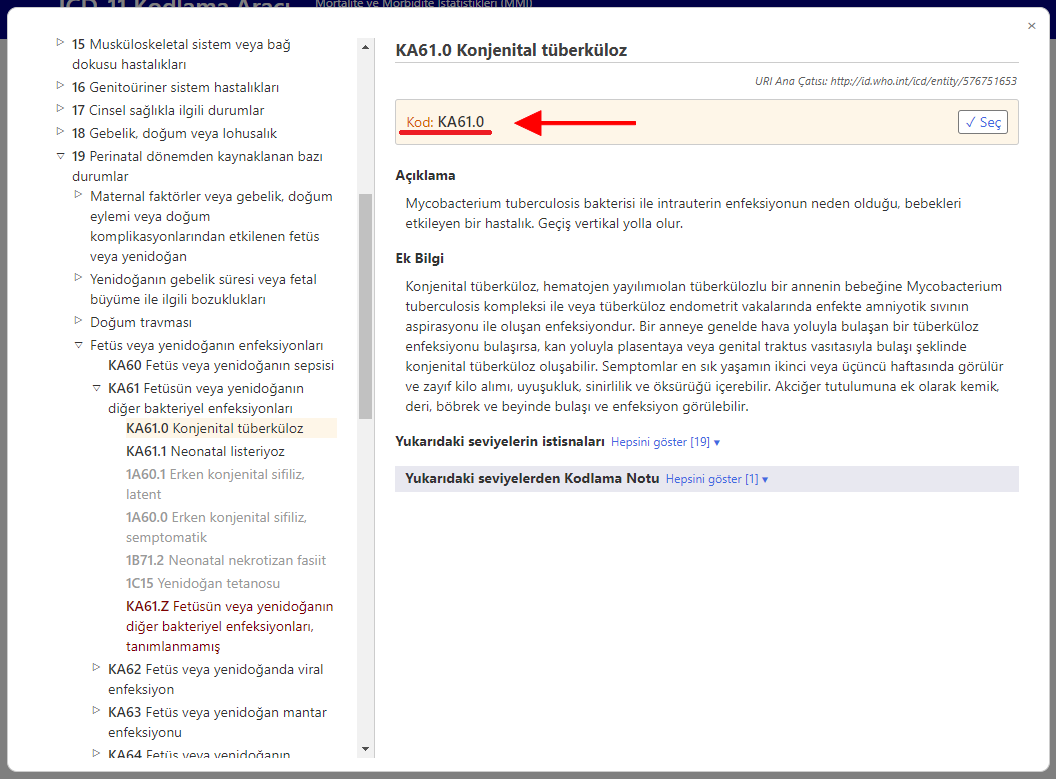 ICD-11 Kodlama Aracı
Mortalite ve Morbidite İstatistikleri (MMİ)
×
15 Musküloskeletal sistem veya bağ
dokusu hastalıkları
16 Genitoüriner sistem hastalıkları
17 Cinsel sağlıkla ilgili durumlar
18 Gebelik, doğum veya lohusalık
19 Perinatal dönemden kaynaklanan bazı
durumlar
Maternal faktörler veya gebelik, doğum
eylemi veya doğum
komplikasyonlarından etkilenen fetüs
veya yenidoğan
Yenidoğanın gebelik süresi veya fetal
büyüme ile ilgili bozuklukları
Doğum travması
Fetüs veya yenidoğanın enfeksiyonları
KA60 Fetüs veya yenidoğanın sepsisi
KA61 Fetüsün veya yenidoğanın
diğer bakteriyel enfeksiyonları
KA61.0 Konjenital tüberküloz
KA61.1 Neonatal listeriyoz
1A60.1 Erken konjenital sifiliz,
latent
1A60.0 Erken konjenital sifiliz,
semptomatik
1B71.2 Neonatal nekrotizan fasiit
1C15 Yenidoğan tetanosu
KA61.Z Fetüsün veya yenidoğanın
diğer bakteriyel enfeksiyonları,
tanımlanmamış
KA62 Fetüs veya yenidoğanda viral
enfeksiyon
KA63 Fetüs veya yenidoğan mantar
enfeksiyonu
KA64 Fetüs veya yenidoğanın
KA61.0 Konjenital tüberküloz
URI Ana Çatısı: http://id.who.int/icd/entity/576751653
Kod: KA61.0
✓ Seç
Açıklama
Mycobacterium tuberculosis bakterisi ile intrauterin enfeksiyonun neden olduğu, bebekleri
etkileyen bir hastalık. Geçiş vertikal yolla olur.
Ek Bilgi
Konjenital tüberküloz, hematojen yayılımıolan tüberkülozlu bir annenin bebeğine Mycobacterium
tuberculosis kompleksi ile veya tüberküloz endometrit vakalarında enfekte amniyotik sıvının
aspirasyonu ile oluşan enfeksiyondur. Bir anneye genelde hava yoluyla bulaşan bir tüberküloz
enfeksiyonu bulaşırsa, kan yoluyla plasentaya veya genital traktus vasıtasıyla bulaşı şeklinde
konjenital tüberküloz oluşabilir. Semptomlar en sık yaşamın ikinci veya üçüncü haftasında görülür
ve zayıf kilo alımı, uyuşukluk, sinirlilik ve öksürüğü içerebilir. Akciğer tutulumuna ek olarak kemik,
deri, böbrek ve beyinde bulaşı ve enfeksiyon görülebilir.
Yukarıdaki seviyelerin istisnaları Hepsini göster [19] ▾
Yukarıdaki seviyelerden Kodlama Notu Hepsini göster [1] ▾